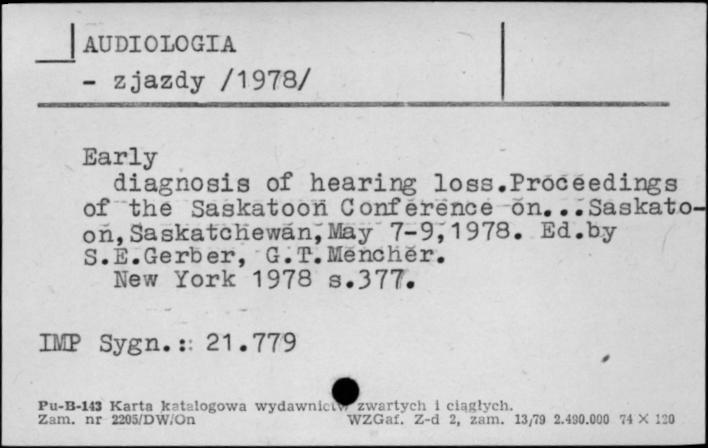 AUDIOLOGIA
- zjazdy /1978/
Early
diagnosis of hearing loss.Proceedings
of the Saskatoon Conference on...Saskato-
on,Saskatchewan,May 7-9,1978. Ed.by
S.E.Gerber, G.T.Mencher.
New York 1978 s.377.
IMP Sygn.: 21.779
Pu-B-143 Karta katalogowa wydawnictw zwartych i ciągłych.
Zam. nr 2205/DW/On WZGaf. Z-d 2, zam. 13/79 2.490.000 74 X 120